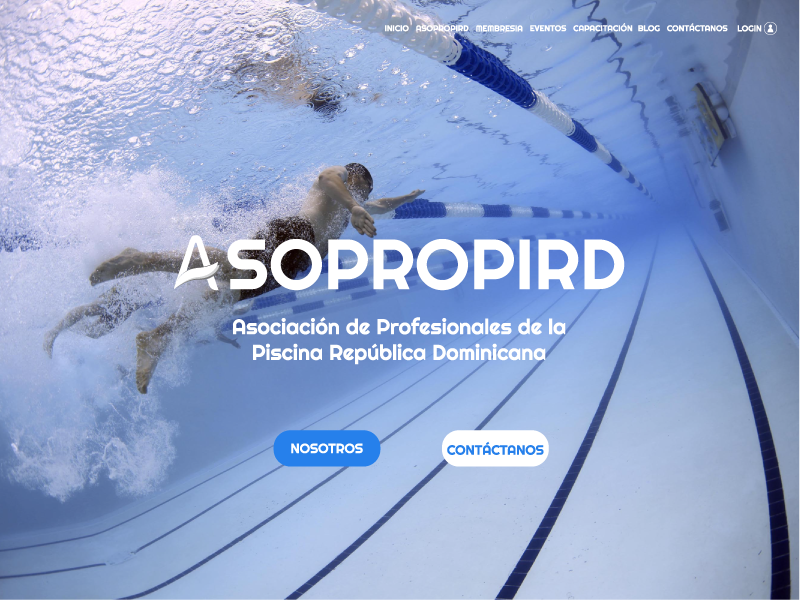 INICIO ASOPROPIRD MEMBRESIA EVENTOS CAPACITACIÓN BLOG CONTÁCTANOS LOGIN
ASOPROPIRD
Asociación de Profesionales de la
Piscina República Dominicana
NOSOTROS CONTÁCTANOS